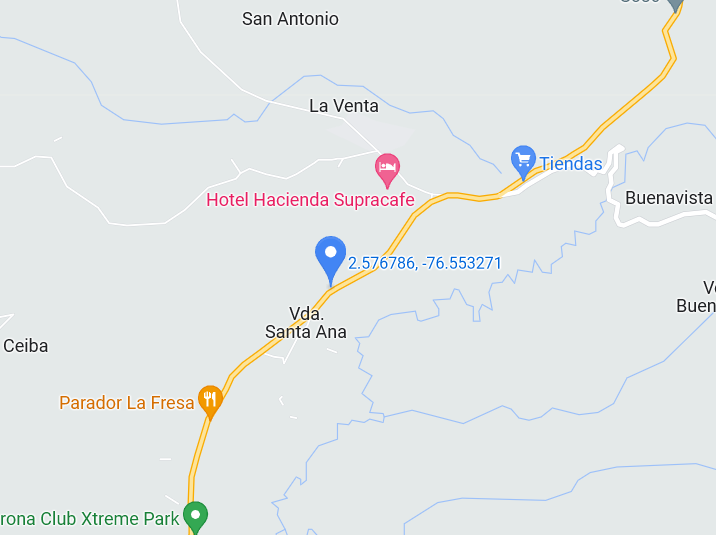 San Antonio
La Venta
Tiendas
Hotel Hacienda Supracafe
Buenavista
2.576786, -76.553271
Buen
Vda.
Santa Ana
Ceiba
Parador La Fresa
rona Club Xtreme Park